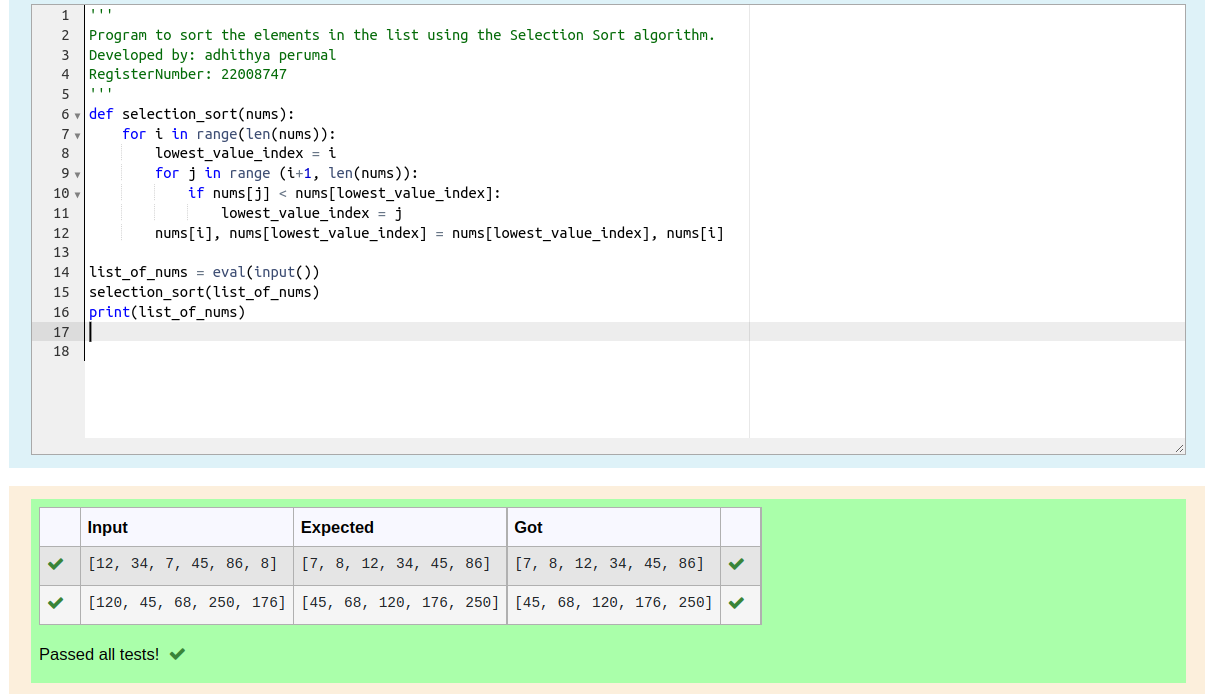 1 '''
2 Program to sort the elements in the list using the Selection Sort algorithm.
3 Developed by: adhithya perumal
4 RegisterNumber: 22008747
5 '''
6 def selection_sort(nums):
7     for i in range(len(nums)):
8         lowest_value_index = i
9         for j in range (i+1, len(nums)):
10             if nums[j] < nums[lowest_value_index]:
11                 lowest_value_index = j
12         nums[i], nums[lowest_value_index] = nums[lowest_value_index], nums[i]
13
14 list_of_nums = eval(input())
15 selection_sort(list_of_nums)
16 print(list_of_nums)
17
18
Input Expected Got
[12, 34, 7, 45, 86, 8] [7, 8, 12, 34, 45, 86] [7, 8, 12, 34, 45, 86]
[120, 45, 68, 250, 176] [45, 68, 120, 176, 250] [45, 68, 120, 176, 250]
Passed all tests!